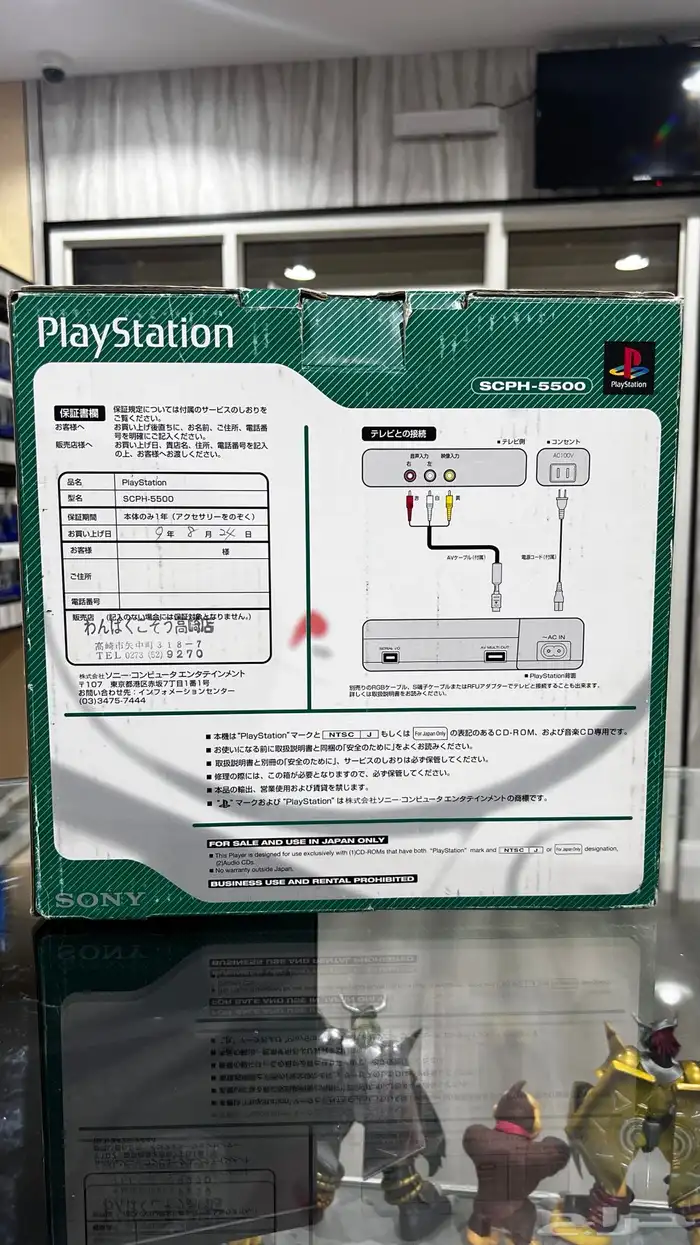 PlayStation
PlayStation
SCPH-5500
保証書欄
保証規定については付属のサービスのしおりをご覧ください。
お客様へ
お買い上げ後直ちに、お名前、ご住所、電話番号を明確にご記入ください。
販売店様へ
お買い上げ日、貴店名、住所、電話番号を記入の上、お客様へお渡しください。
品名 PlayStation
型名 SCPH-5500
保証期間 本体のみ1年(アクセサリーをのぞく)
お買い上げ日 9年 8月 24日
お客様 様
ご住所
電話番号
販売店 (記入のない場合には保証対象となりません。)
わんぱくこぞう高崎店
高崎市矢中町318-7
TEL 0273(52)9270
株式会社ソニー・コンピュータエンタテインメント
〒107 東京都港区赤坂7丁目1番1号
お問い合わせ先:インフォメーションセンター
(03)3475-7444
テレビとの接続
■テレビ側
■コンセント
音声入力 映像入力
右 左
AC100V
赤 白 黄
AVケーブル(付属)
電源コード(付属)
SERIAL I/O
AV MULTI OUT
~AC IN
■PlayStation背面
別売りのRGBケーブル、S端子ケーブルまたはRFUアダプターでテレビと接続することも出来ます。
詳しくは取扱説明書をお読みください。
■本機は"PlayStation"マークと NTSC J もしくは For Japan Only の表記のあるCD-ROM、および音楽CD専用です。
■お使いになる前に取扱説明書と同梱の「安全のために」をよくお読みください。
■取扱説明書と別冊の「安全のために」、サービスのしおりは必ず保管してください。
■修理の際には、この箱が必要となりますので、必ず保管してください。
■本品の輸出、営業使用および賃貸を禁じます。
■" "マークおよび"PlayStation"は株式会社ソニー・コンピュータエンタテインメントの商標です。
FOR SALE AND USE IN JAPAN ONLY
■This Player is designed for use exclusively with (1)CD-ROMs that have both "PlayStation" mark and NTSC J or For Japan Only designation,
(2)Audio CDs.
■No warranty outside Japan.
BUSINESS USE AND RENTAL PROHIBITED
SONY
حراج